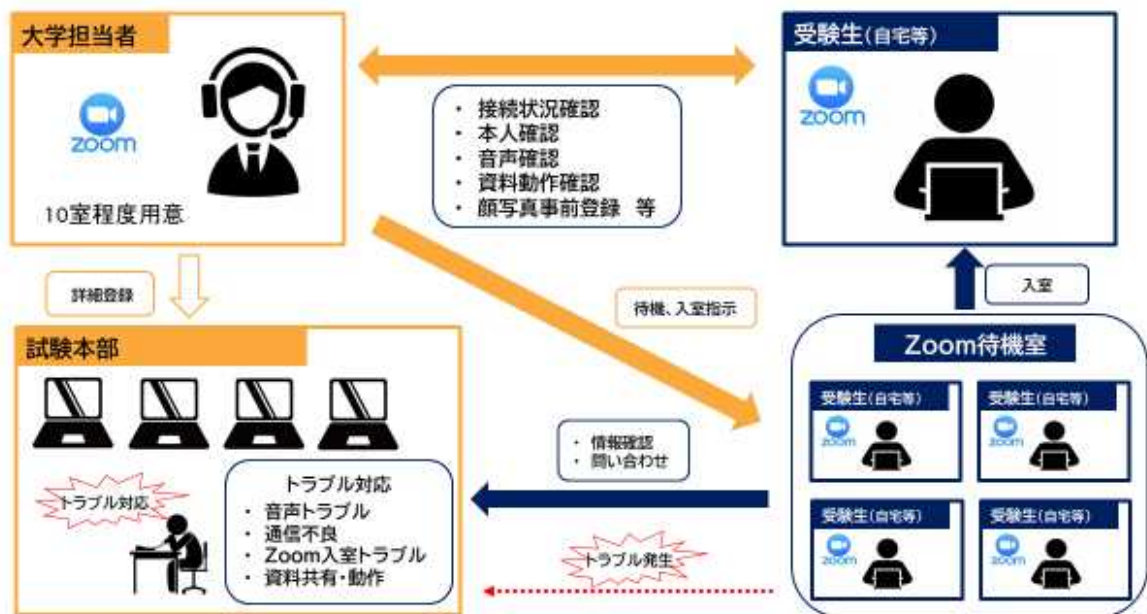 大学担当者
zoom
10室程度用意
・ 接続状況確認
・ 本人確認
・ 音声確認
・ 資料動作確認
・ 顔写真事前登録 等
受験生(自宅等)
zoom
詳細登録
待機、入室指示
入室
試験本部
トラブル対応
トラブル対応
・ 音声トラブル
・ 通信不良
・ Zoom入室トラブル
・ 資料共有・動作
・ 情報確認
・ 問い合わせ
トラブル発生
Zoom待機室
受験生(自宅等)
zoom
受験生(自宅等)
zoom
受験生(自宅等)
zoom
受験生(自宅等)
zoom